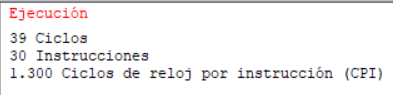 Ejecución
39 Ciclos
30 Instrucciones
1.300 Ciclos de reloj por instrucción (CPI)